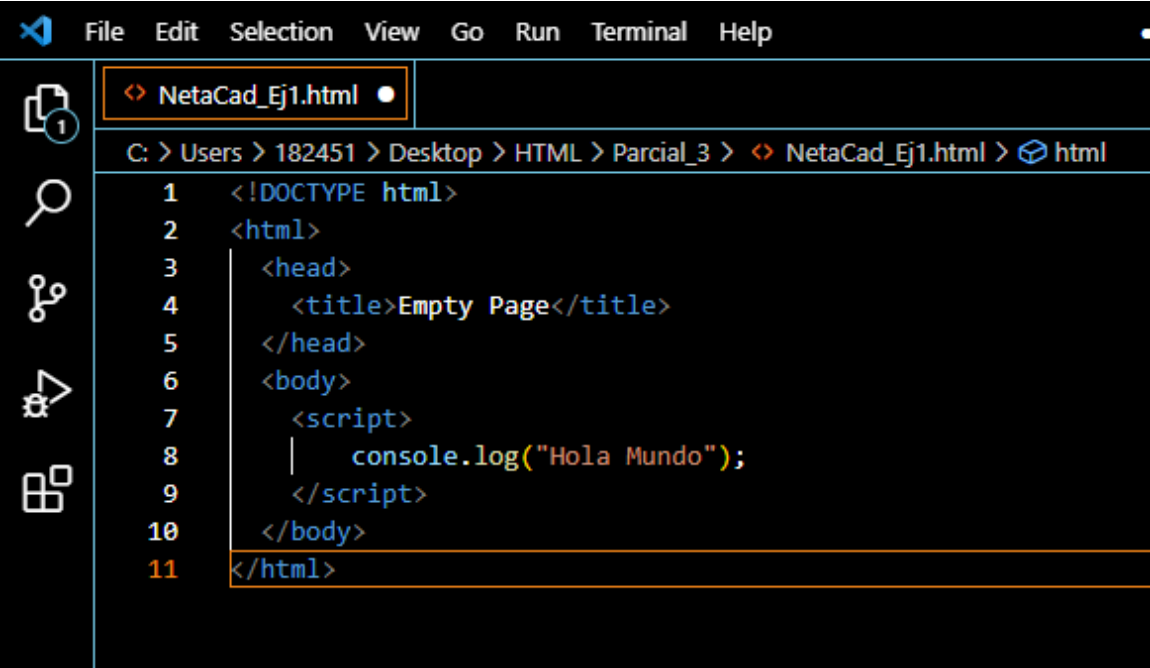 File Edit Selection View Go Run Terminal Help
NetaCad_Ej1.html
1
C: > Users > 182451 > Desktop > HTML > Parcial_3 > <> NetaCad_Ej1.html > html
1 <!DOCTYPE html>
2 <html>
3 <head>
4 <title>Empty Page</title>
5 </head>
6 <body>
7 <script>
8 console.log("Hola Mundo");
9 </script>
10 </body>
11 </html>